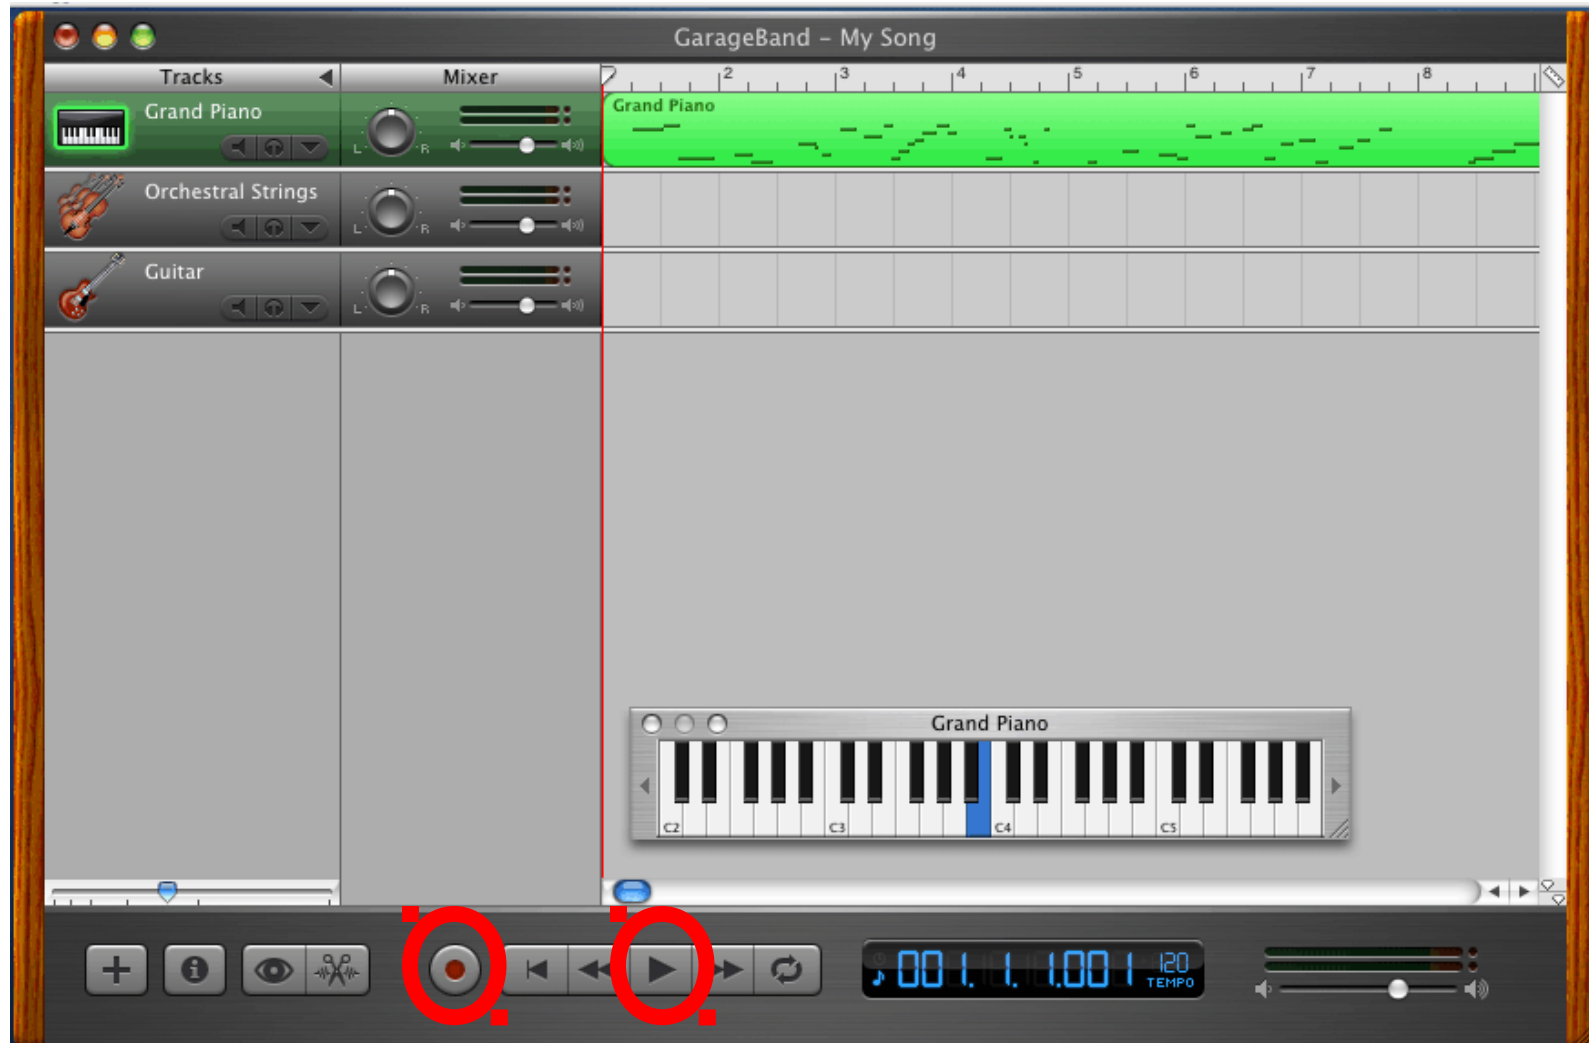 GarageBand – My Song
Tracks Mixer 2 3 4 5 6 7 8
Grand Piano
Grand Piano
L R
Orchestral Strings
L R
Guitar
L R
Grand Piano
C2 C3 C4 C5
001. 1. 1.001 120
TEMPO